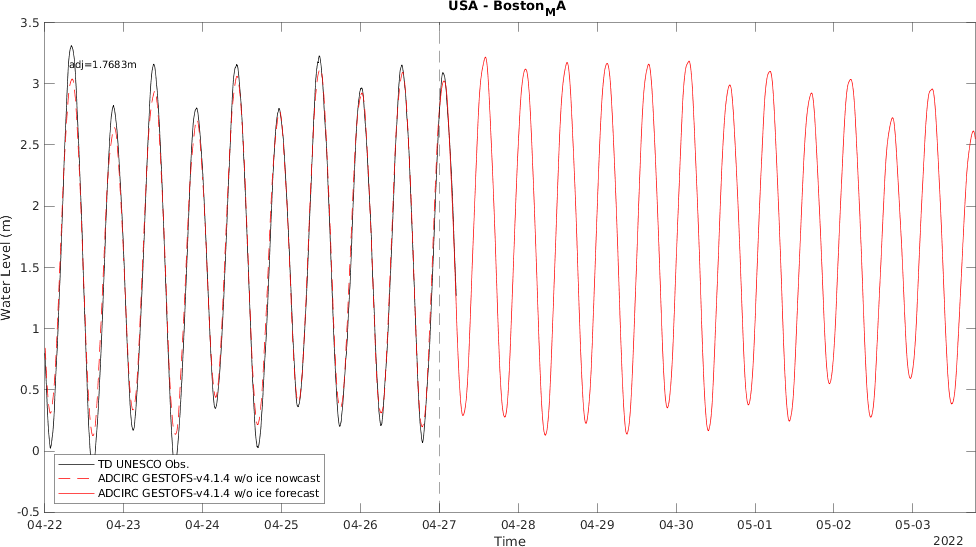 USA - Boston_MA
3.5
adj=1.7683m
3
2.5
2
1.5
1
0.5
0
-0.5
Water Level (m)
TD UNESCO Obs.
ADCIRC GESTOFS-v4.1.4 w/o ice nowcast
ADCIRC GESTOFS-v4.1.4 w/o ice forecast
04-22 04-23 04-24 04-25 04-26 04-27 04-28 04-29 04-30 05-01 05-02 05-03
Time
2022